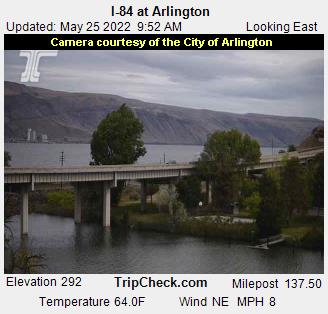 I-84 at Arlington
Updated: May 25 2022 9:52 AM Looking East
Camera courtesy of the City of Arlington
Elevation 292 TripCheck.com Milepost 137.50
Temperature 64.0F Wind NE MPH 8